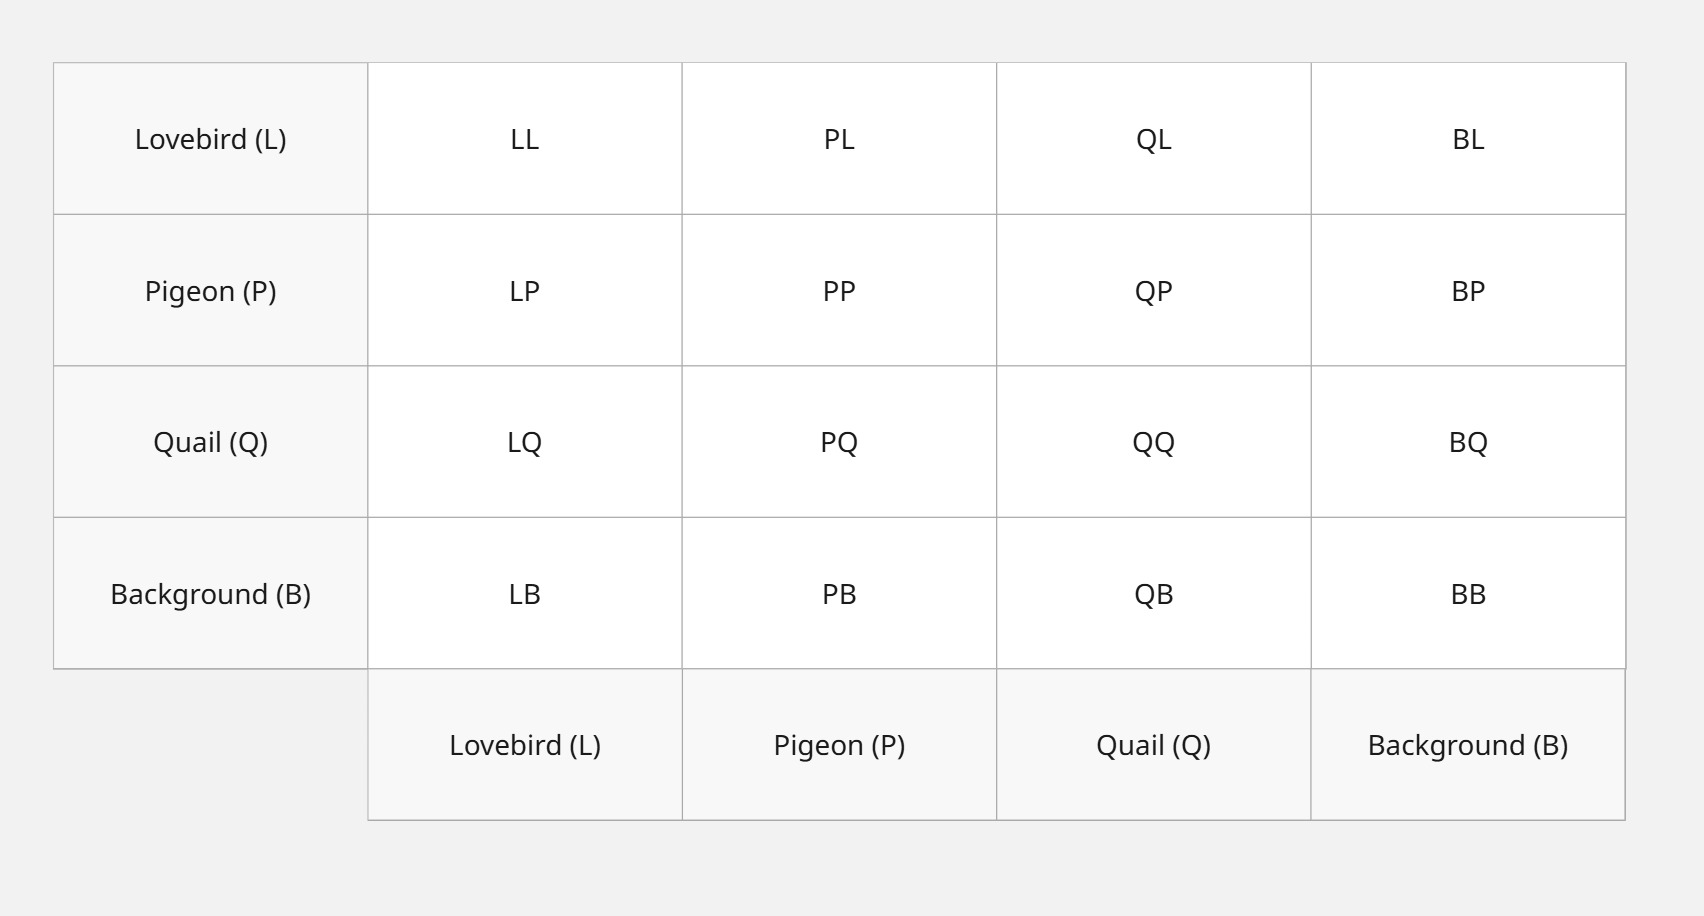 Lovebird (L) LL PL QL BL
Pigeon (P) LP PP QP BP
Quail (Q) LQ PQ QQ BQ
Background (B) LB PB QB BB
Lovebird (L) Pigeon (P) Quail (Q) Background (B)